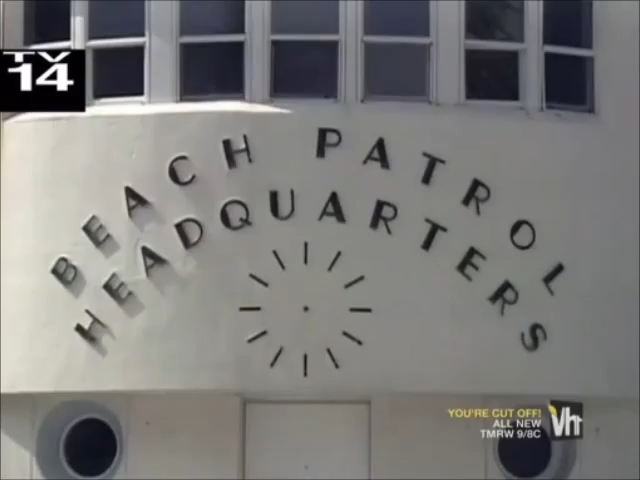 TV
14
BEACH PATROL
HEADQUARTERS
YOU'RE CUT OFF!
ALL NEW
TMRW 9/8C
Vh1